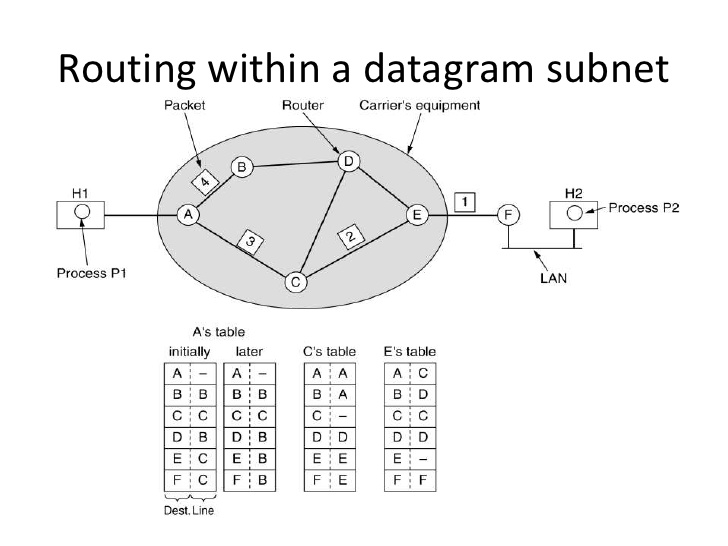 Routing within a datagram subnet
Packet Router Carrier's equipment
B D
4
H1 1 H2
Process P2
A E F
3 2
Process P1 LAN
C
A's table
initially later C's table E's table
A – A – A A A C
B B B B B A B D
C C C C C – C C
D B D B D D D D
E C E B E E E –
F C F B F E F F
Dest. Line